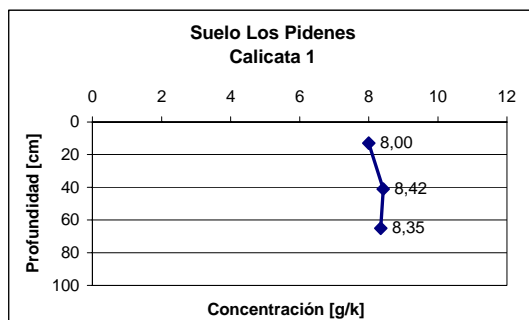 Suelo Los Pidenes
Calicata 1
0 2 4 6 8 10 12
0
20
40
60
80
100
Profundidad [cm]
8,00
8,42
8,35
Concentración [g/k]